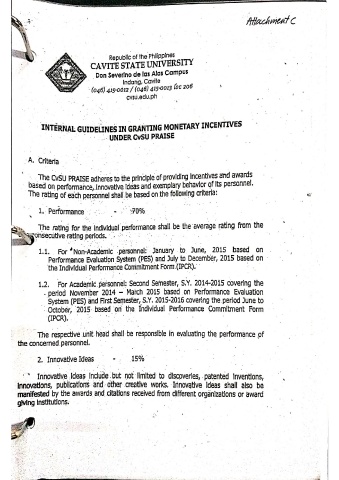 Attachment C
Republic of the Philippines
CAVITE STATE UNIVERSITY
Don Severino de las Alas Campus
Indang, Cavite
(046) 415-0012 / (046) 415-0013 loc 206
cvsu.edu.ph
INTERNAL GUIDELINES IN GRANTING MONETARY INCENTIVES
UNDER CvSU PRAISE
A. Criteria
The CvSU PRAISE adheres to the principle of providing incentives and awards
based on performance, innovative ideas and exemplary behavior of its personnel.
The rating of each personnel shall be based on the following criteria:
1. Performance - 70%
The rating for the individual performance shall be the average rating from the
consecutive rating periods.
1.1. For Non-Academic personnel: January to June, 2015 based on
Performance Evaluation System (PES) and July to December, 2015 based on
the Individual Performance Commitment Form (IPCR).
1.2. For Academic personnel: Second Semester, S.Y. 2014-2015 covering the
period November 2014 – March 2015 based on Performance Evaluation
System (PES) and First Semester, S.Y. 2015-2016 covering the period June to
October, 2015 based on the Individual Performance Commitment Form
(IPCR).
The respective unit head shall be responsible in evaluating the performance of
the concerned personnel.
2. Innovative Ideas - 15%
Innovative ideas include but not limited to discoveries, patented inventions,
innovations, publications and other creative works. Innovative ideas shall also be
manifested by the awards and citations received from different organizations or award
giving institutions.